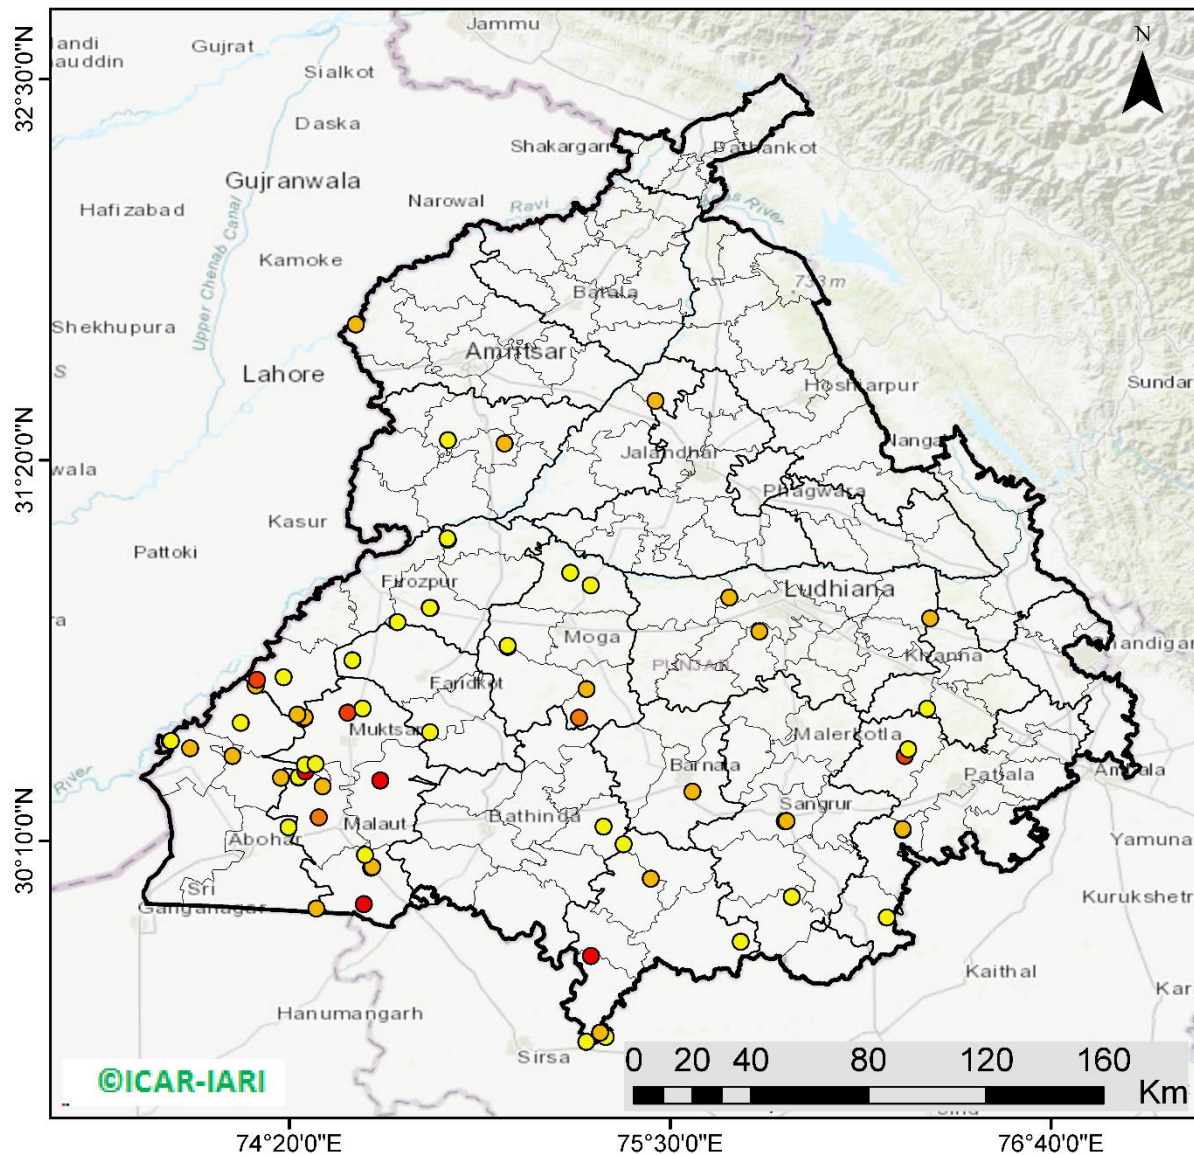 Jammu
N
Gujrat
Sialkot
32°30'0"N
Daska
Shakargarh
Pathankot
Gujranwala
Narowal
Ravi
River
Hafizabad
Upper Chenab Canal
Kamoke
733 m
Batala
Shekhupura
Amritsar
Lahore
Hoshiarpur
Sundar
S
31°20'0"N
Nanga
wala
Jalandhar
Phagwara
Kasur
Pattoki
Firozpur
Ludhiana
ra
Moga
Chandigar
Khanna
PUNJAB
Faridkot
Muktsar
Malerkotla
River
Barnala
Patiala
Ambala
Sangrur
Bathinda
Malaut
Abohar
30°10'0"N
Yamuna
Sri
Ganganagar
Kurukshetr
Kaithal
Kar
Hanumangarh
Sirsa
0 20 40 80 120 160
Km
©ICAR-IARI
74°20'0"E
75°30'0"E
76°40'0"E